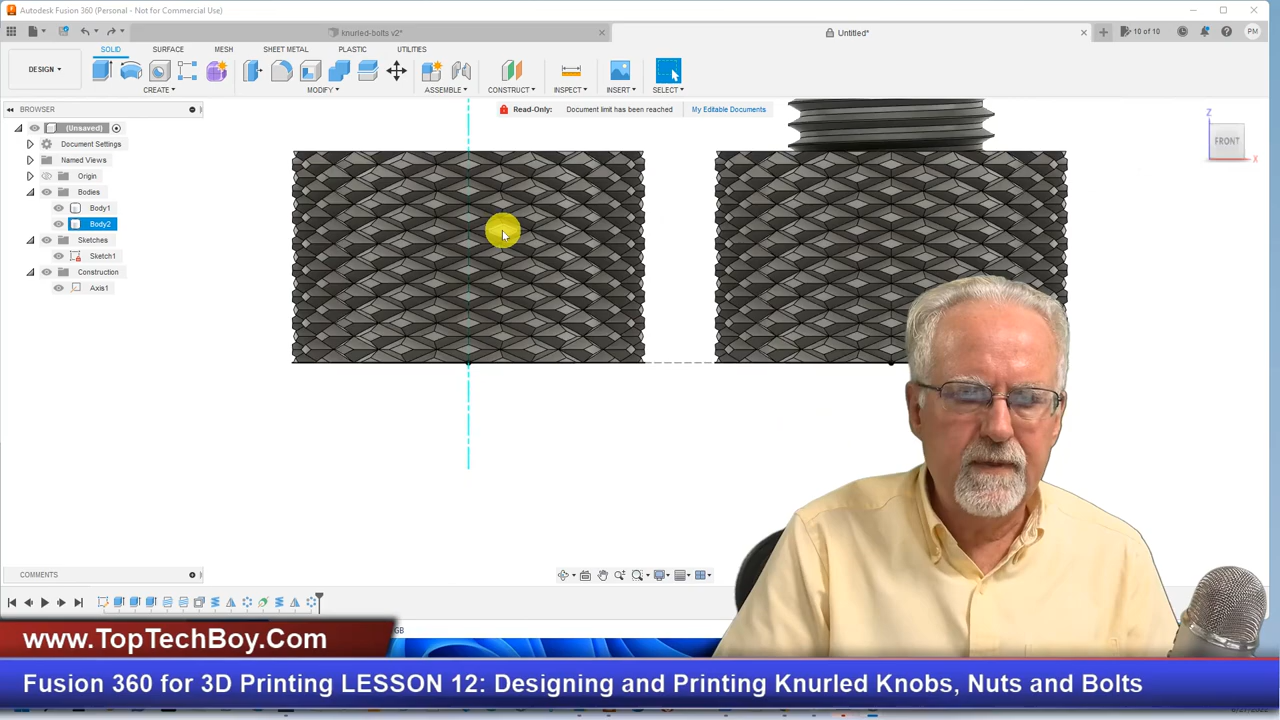 Autodesk Fusion 360 (Personal - Not for Commercial Use)
knurled-bolts v2*
Untitled*
10 of 10
PM
DESIGN
SOLID
SURFACE
MESH
SHEET METAL
PLASTIC
UTILITIES
CREATE
MODIFY
ASSEMBLE
CONSTRUCT
INSPECT
INSERT
SELECT
BROWSER
Read-Only: Document limit has been reached My Editable Documents
(Unsaved)
Document Settings
Named Views
Origin
Bodies
Body1
Body2
Sketches
Sketch1
Construction
Axis1
Z
FRONT
X
COMMENTS
GB
www.TopTechBoy.Com
Fusion 360 for 3D Printing LESSON 12: Designing and Printing Knurled Knobs, Nuts and Bolts